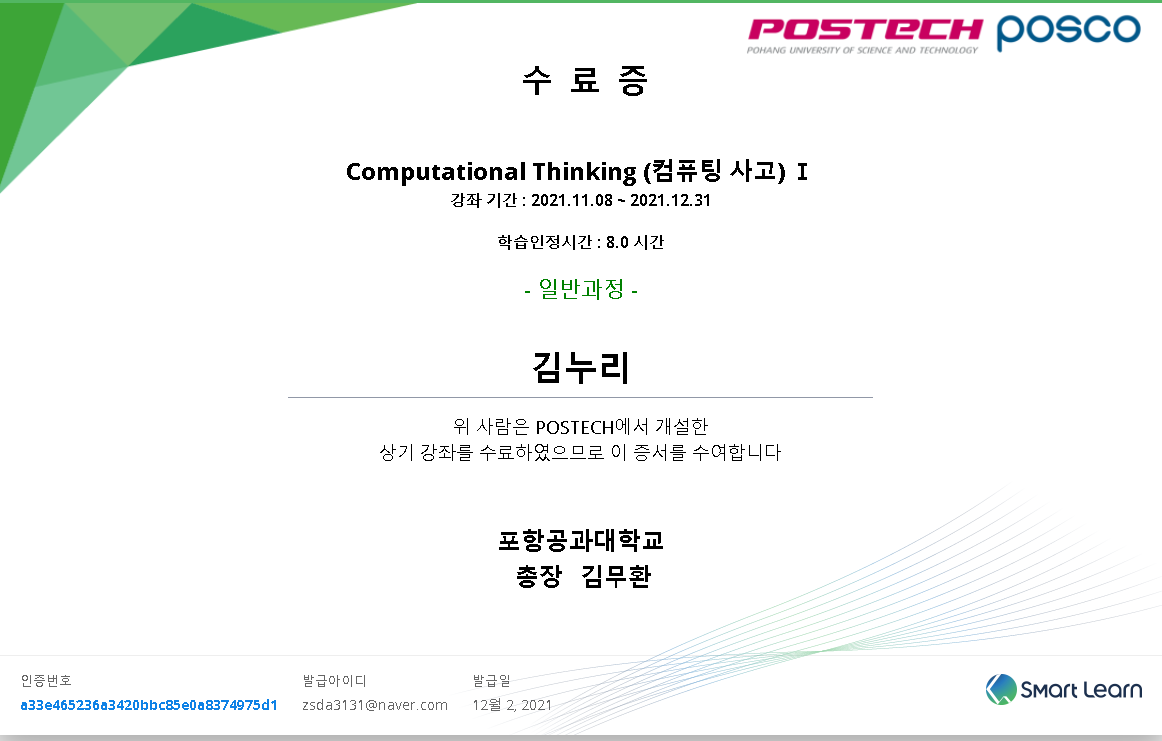 POSTECH posco
POHANG UNIVERSITY OF SCIENCE AND TECHNOLOGY
수 료 증
Computational Thinking (컴퓨팅 사고) Ⅰ
강좌 기간 : 2021.11.08 ~ 2021.12.31
학습인정시간 : 8.0 시간
- 일반과정 -
김누리
위 사람은 POSTECH에서 개설한
상기 강좌를 수료하였으므로 이 증서를 수여합니다
포항공과대학교
총장 김무환
인증번호 발급아이디 발급일
a33e465236a3420bbc85e0a8374975d1 zsda3131@naver.com 12월 2, 2021
Smart Learn